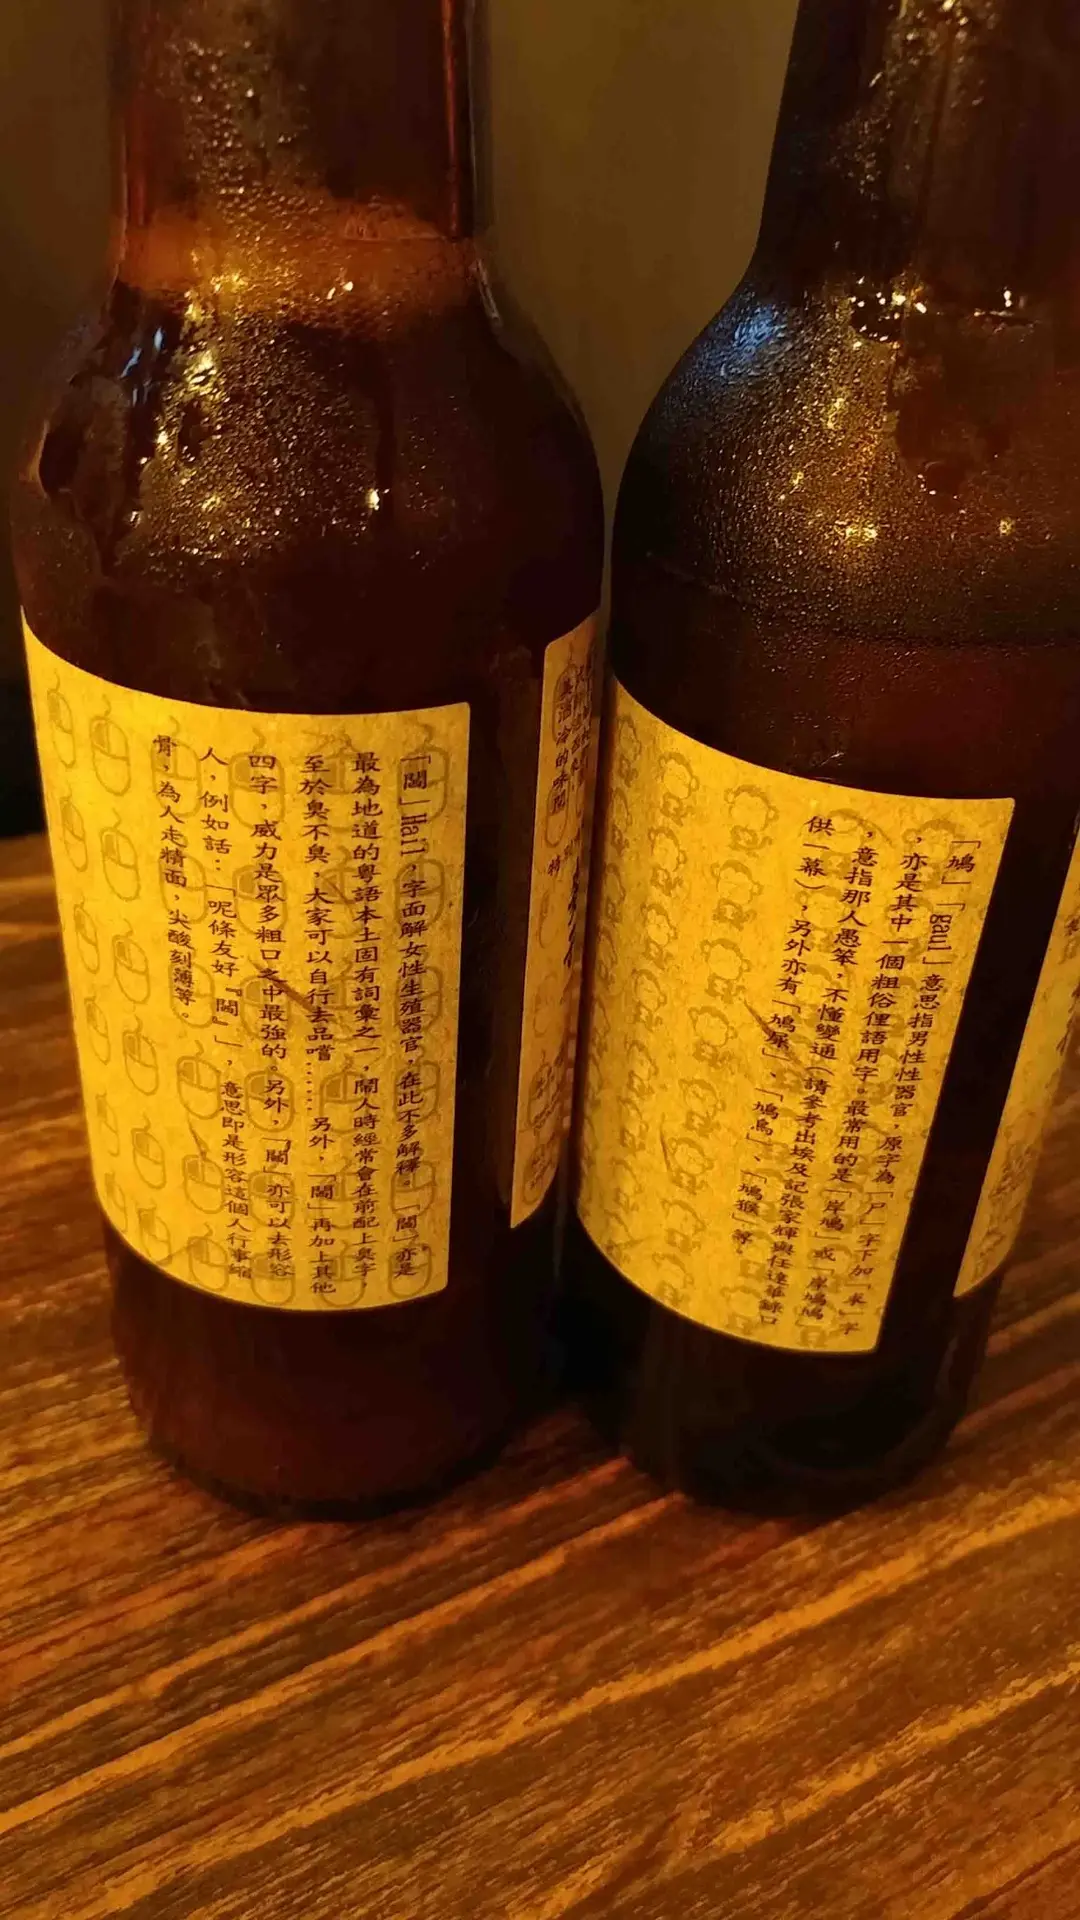 「閪」Hai1，字面解女性生殖器官，在此不多解釋。「閪」亦是
最為地道的粵語本土固有詞彙之一，鬧人時經常會在前配上臭字，
至於臭不臭，大家可以自行去品嚐……另外，「閪」再加上其他
四字，威力是眾多粗口之中最強的。另外，「閪」亦可以去形容
人，例如話：「呢條友好『閪』」，意思即是形容這個人行事縮
骨，為人走精面，尖酸刻薄等。
「鳩」「gau1」意思指男性性器官，原字為「尸」字下加「求」字
，亦是其中一個粗俗俚語用字。最常用的是「岸鳩」或「岸鳩鳩」
，意指那人愚笨，不懂變通（請參考出埃及記張家輝與任達華錄口
供一幕），另外亦有「鳩屎」、「鳩鳥」、「鳩猴」等。